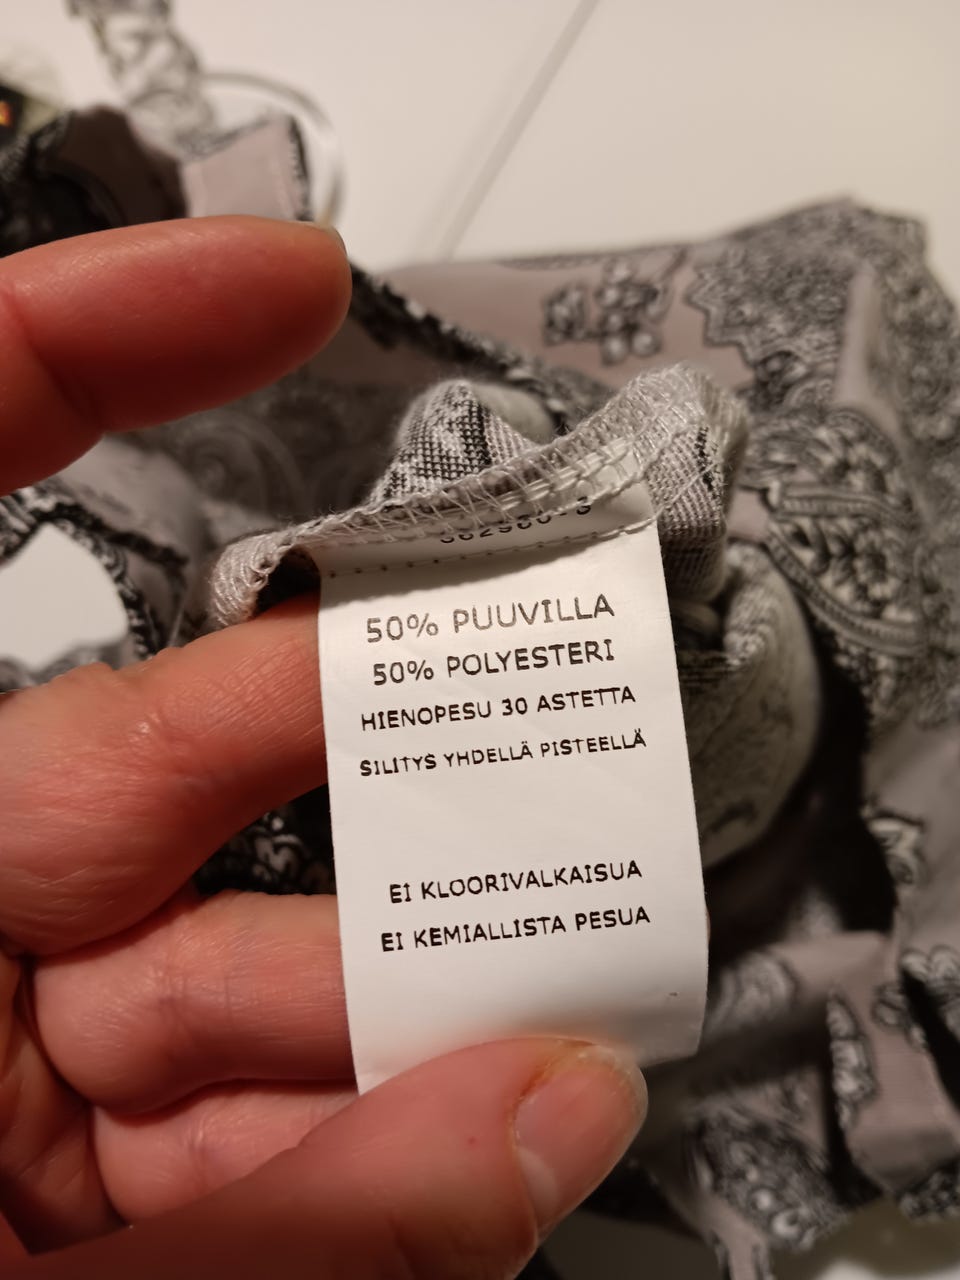 50% PUUVILLA
50% POLYESTERI
HIENOPESU 30 ASTETTA
SILITYS YHDELLÄ PISTEELLÄ
EI KLOORIVALKAISUA
EI KEMIALLISTA PESUA